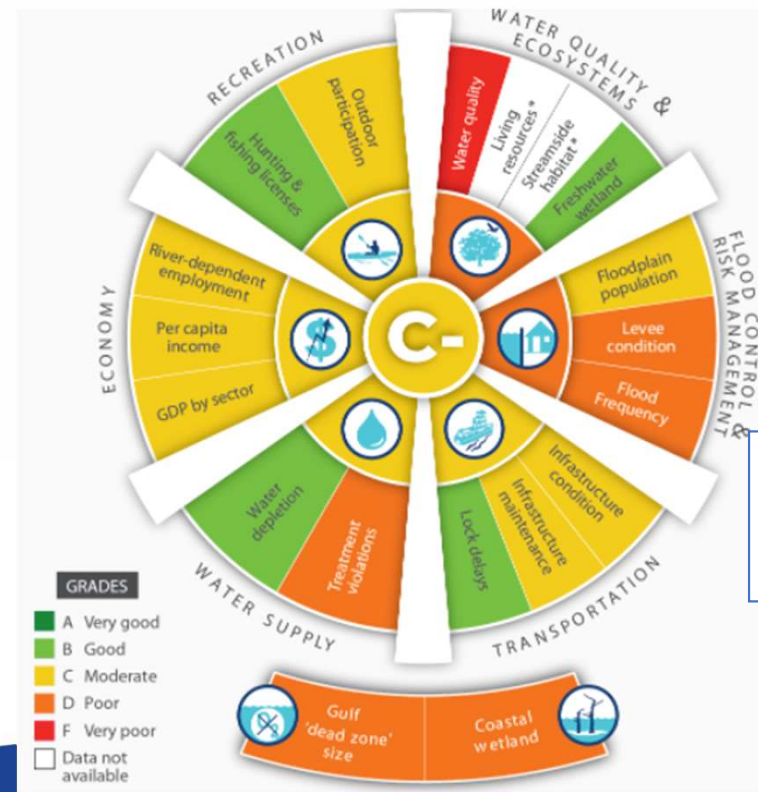 RECREATION
WATER QUALITY &
ECOSYSTEMS
FLOOD CONTROL &
RISK MANAGEMENT
TRANSPORTATION
WATER SUPPLY
ECONOMY
Hunting &
fishing licenses
Outdoor
participation
Water quality
Living
resources*
Streamside
habitat*
Freshwater
wetland
Floodplain
population
Levee
condition
Flood
Frequency
Infrastructure
condition
Infrastructure
maintenance
Lock delays
Treatment
violations
Water
depletion
GDP by sector
Per capita
income
River-dependent
employment
C-
$
GRADES
A Very good
B Good
C Moderate
D Poor
F Very poor
Data not
available
Gulf
'dead zone'
size
Coastal
wetland